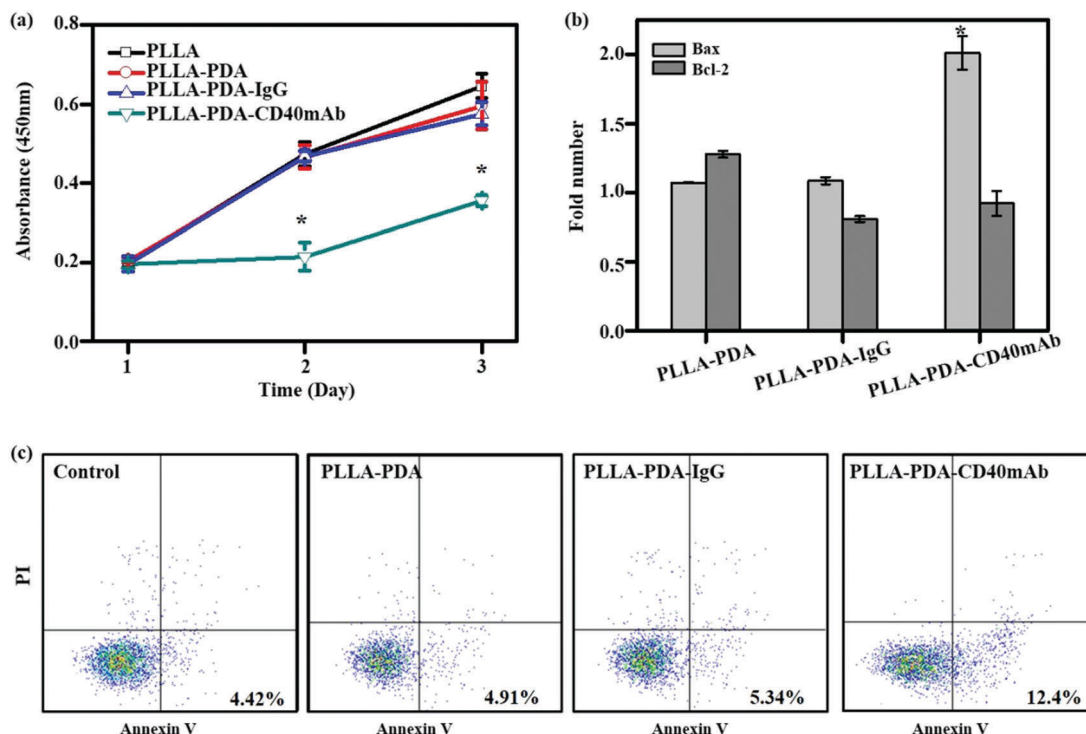 (a)
0.8
0.6
0.4
0.2
0.0
Absorbance (450nm)
PLLA
PLLA-PDA
PLLA-PDA-IgG
PLLA-PDA-CD40mAb
*
*
1
2
3
Time (Day)
(b)
2.0
1.5
1.0
0.5
0.0
Fold number
Bax
Bcl-2
*
PLLA-PDA
PLLA-PDA-IgG
PLLA-PDA-CD40mAb
(c)
PI
Control
4.42%
Annexin V
PLLA-PDA
4.91%
Annexin V
PLLA-PDA-IgG
5.34%
Annexin V
PLLA-PDA-CD40mAb
12.4%
Annexin V